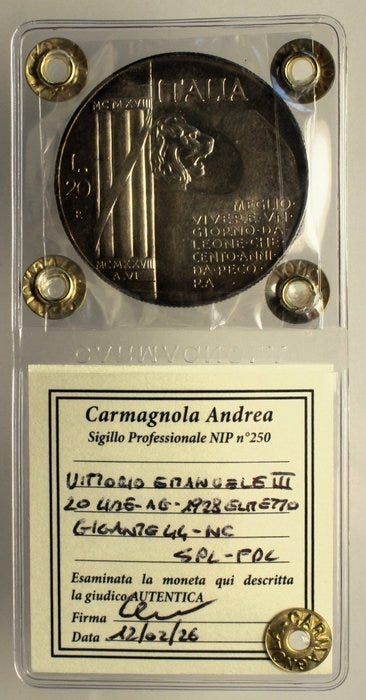 MCMXVIII
ITALIA
L.
20
R
MEGLIO
VIVERE UN
GIORNO DA
LEONE CHE
CENTO ANNI
DA PECO
RA
MCMXXVIII
A.VI
CARMAGNOLA
Carmagnola Andrea
Sigillo Professionale NIP n°250
VITTORIO EMANUELE III
20 LIRE-AG-1928 ELMETTO
GIGANTE 44-NC
SPL-FDC
Esaminata la moneta qui descritta
la giudico AUTENTICA
Firma
Data 12/02/26